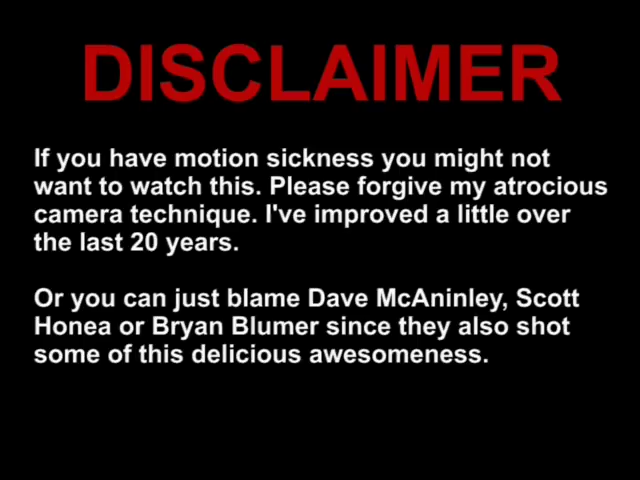 DISCLAIMER
If you have motion sickness you might not
want to watch this. Please forgive my atrocious
camera technique. I've improved a little over
the last 20 years.
Or you can just blame Dave McAninley, Scott
Honea or Bryan Blumer since they also shot
some of this delicious awesomeness.